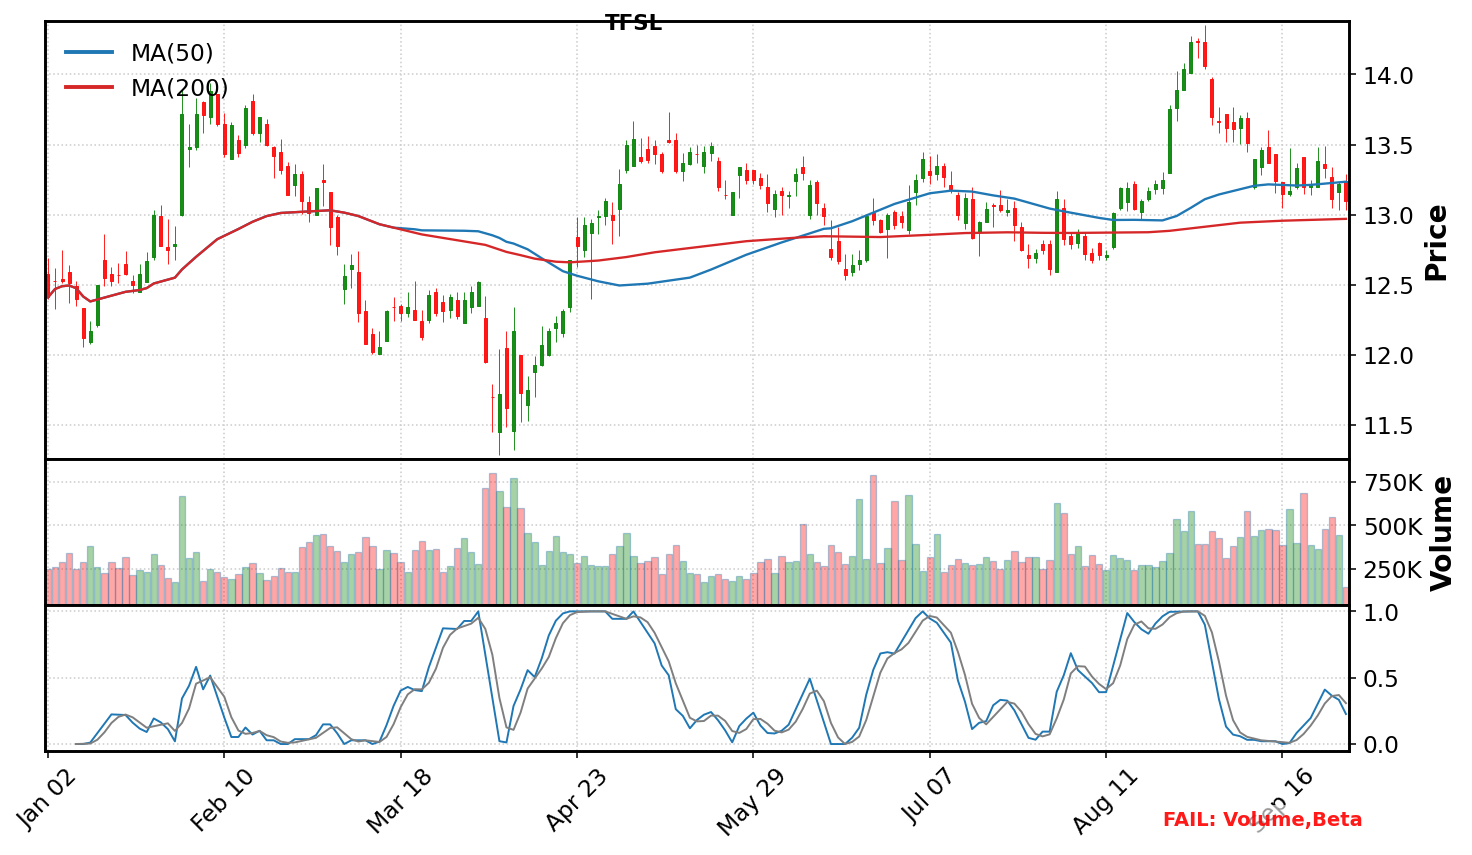 TFSL
MA(50)
MA(200)
14.0
13.5
13.0
12.5
12.0
11.5
Price
750K
500K
250K
Volume
1.0
0.5
0.0
Jan 02
Feb 10
Mar 18
Apr 23
May 29
Jul 07
Aug 11
Sep 16
FAIL: Volume,Beta